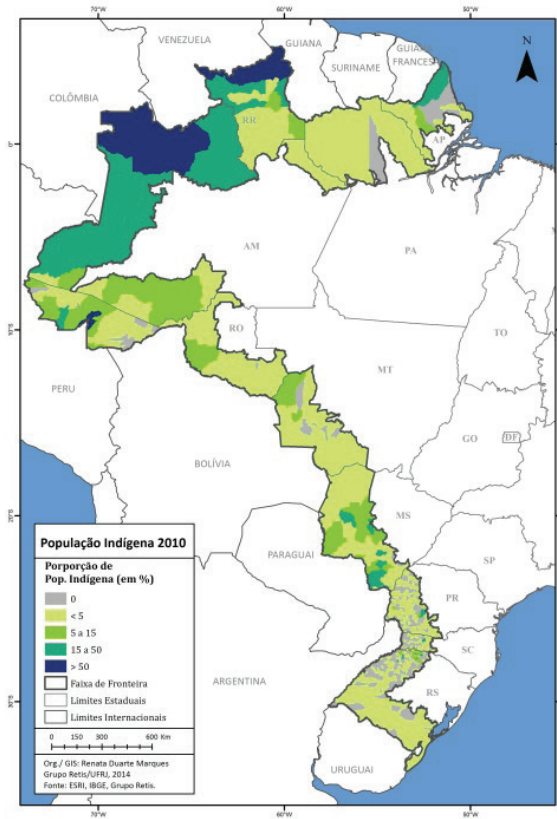 70°W
60°W
50°W
N
VENEZUELA
GUIANA
SURINAME
GUIANA
FRANCESA
COLÔMBIA
RR
AP
0°
AM
PA
10°S
RO
TO
PERU
MT
BOLÍVIA
GO
DF
20°S
MS
PARAGUAI
SP
PR
SC
ARGENTINA
RS
30°S
URUGUAI
População Indígena 2010
Porporção de
Pop. Indígena (em %)
0
< 5
5 a 15
15 a 50
> 50
Faixa de Fronteira
Limites Estaduais
Limites Internacionais
0 150 300 600 Km
Org./ GIS: Renata Duarte Marques
Grupo Retis/UFRJ, 2014
Fonte: ESRI, IBGE, Grupo Retis.
70°W
60°W
50°W